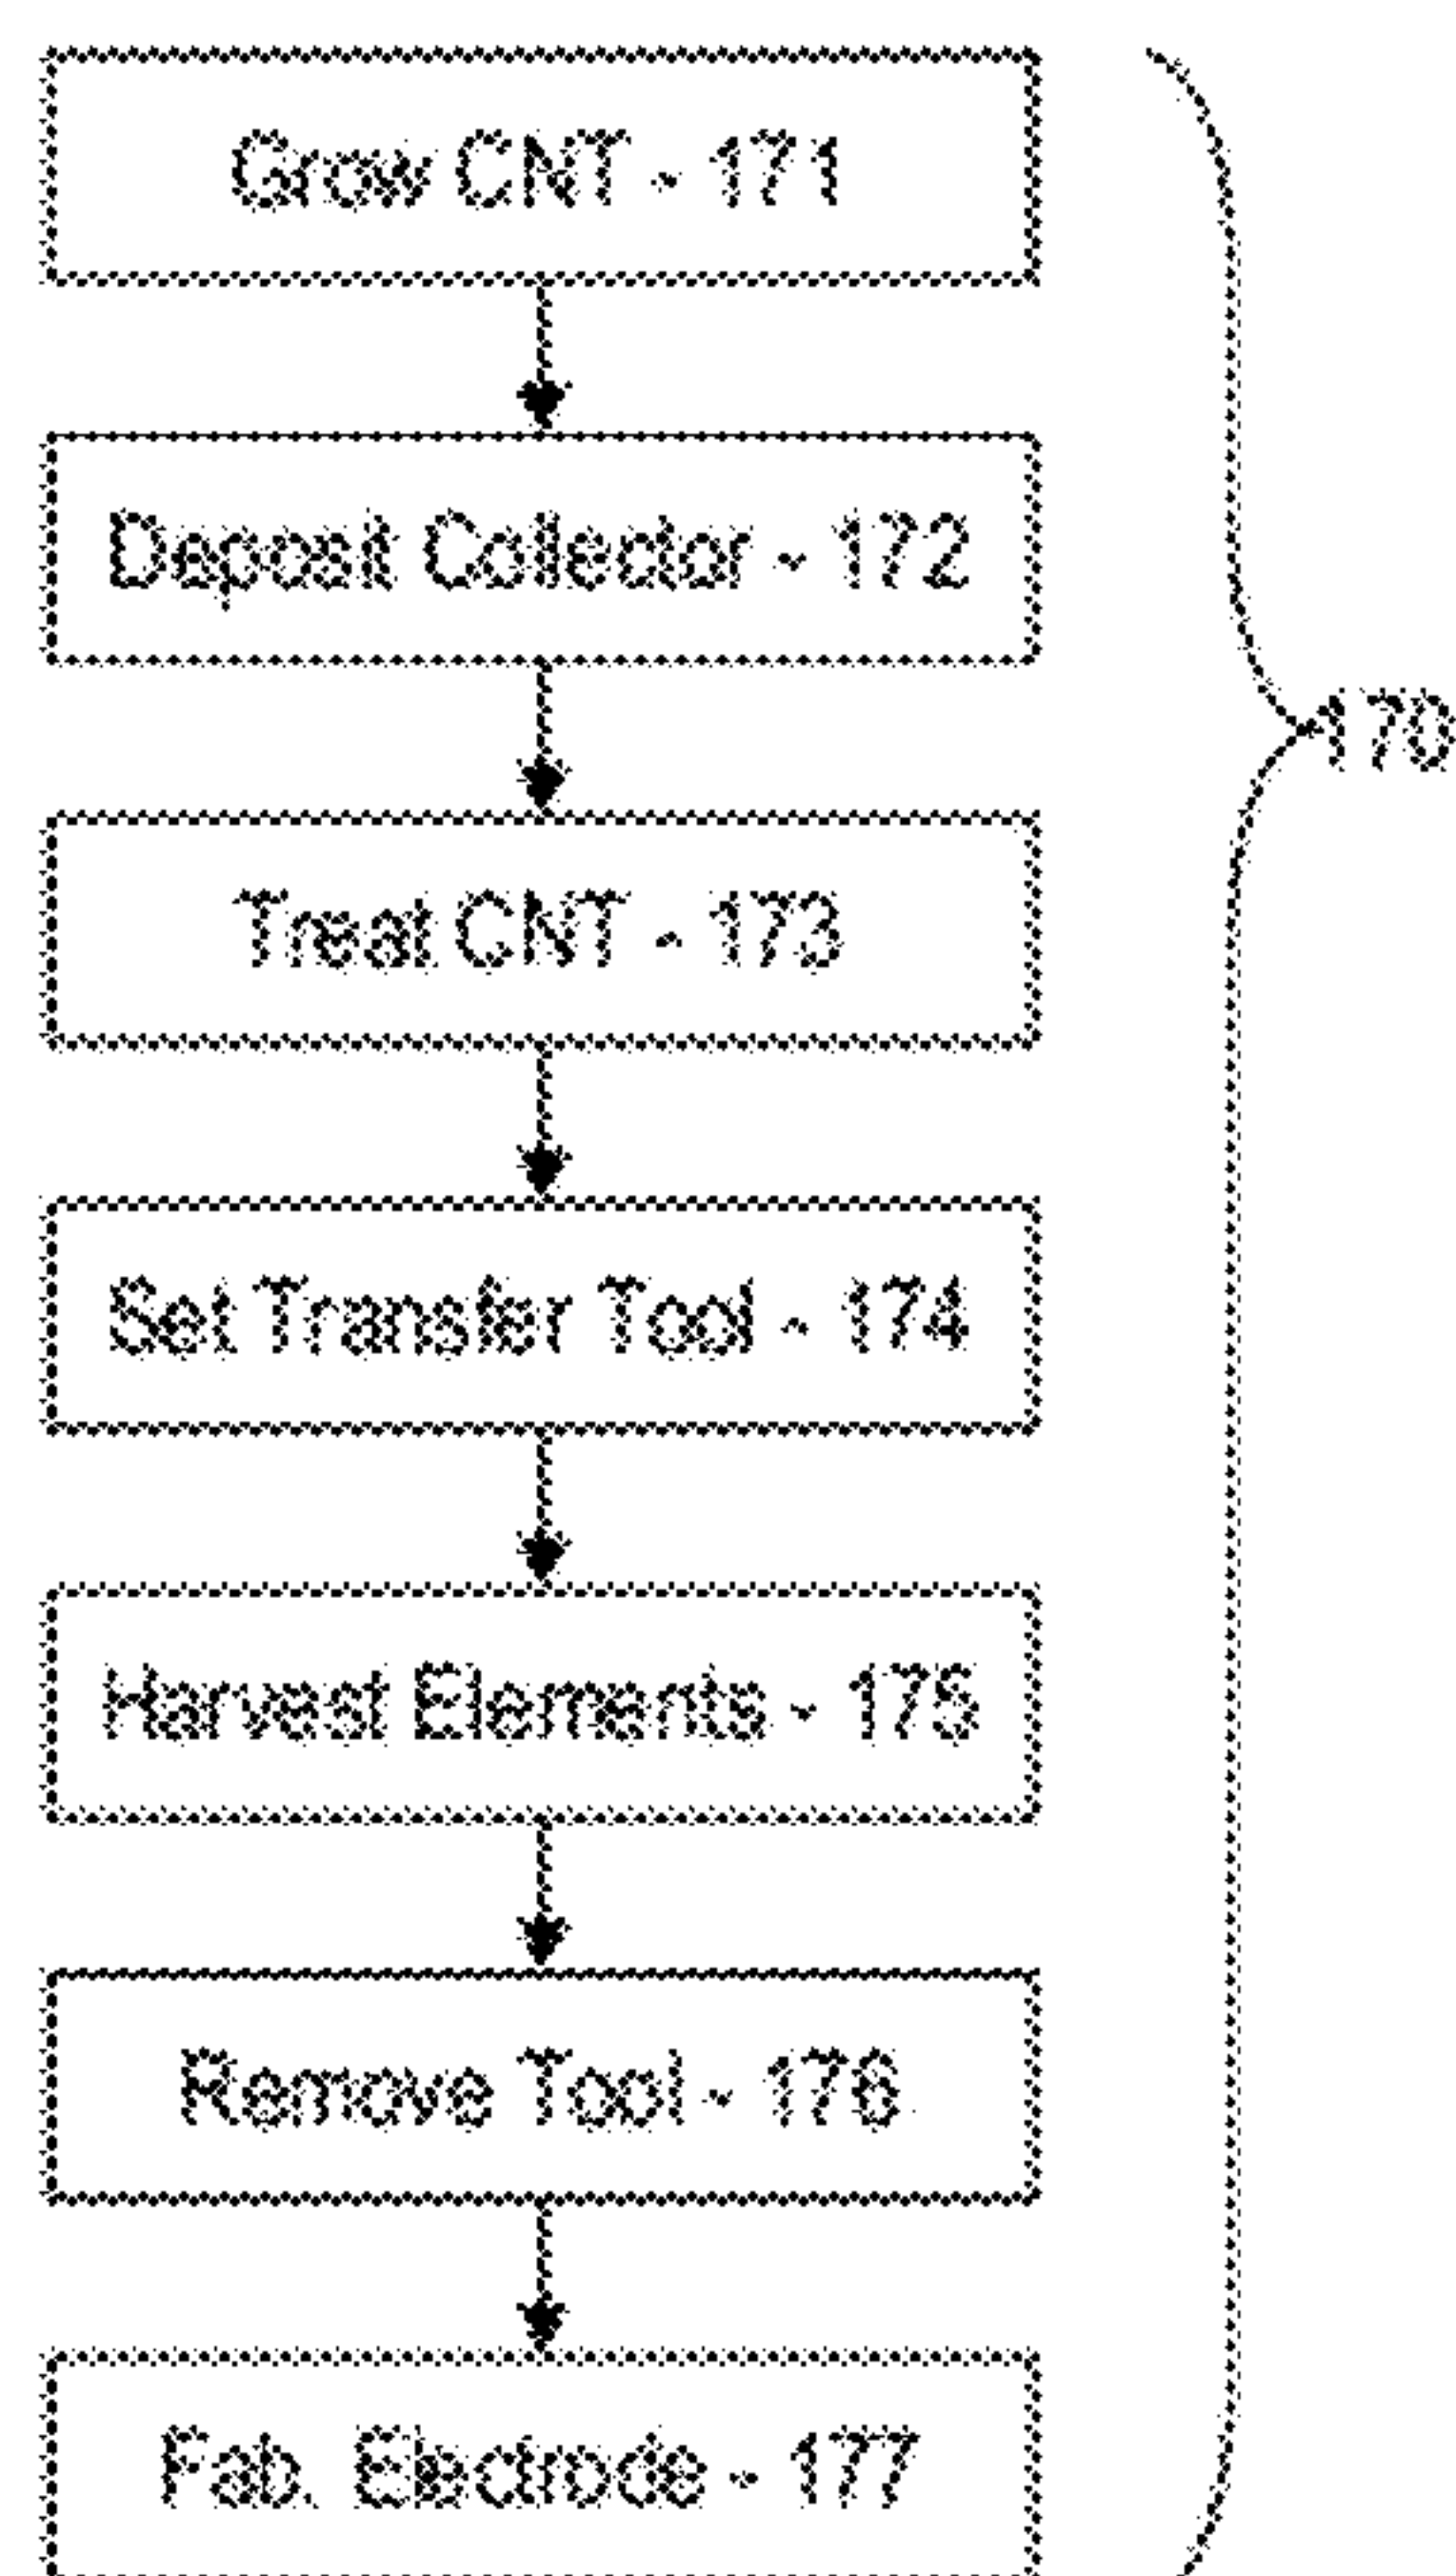 Grow CNT - 171
Deposit Collector - 172
170
Treat CNT - 173
Set Transfer Tool - 174
Harvest Elements - 175
Remove Tool - 176
Fab. Electrode - 177